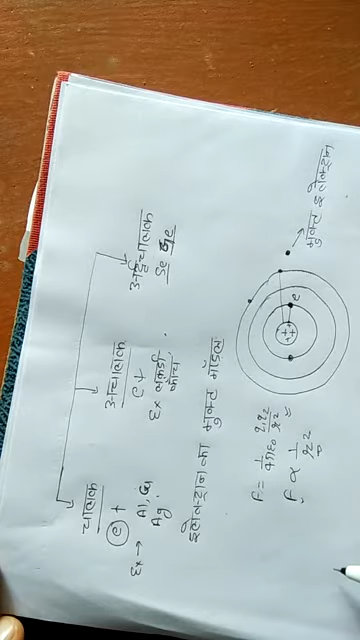 चालक
e +
Ex → Al, Cu
Ag
अचालक
e +
Ex लकड़ी
काँच
अर्द्धचालक
Se Ge
इलेक्ट्रान का मुक्त मॉडल
F = 1/4πε₀ q₁q₂/r²
F ∝ 1/r²
++
e
→ मुक्त इलेक्ट्रान